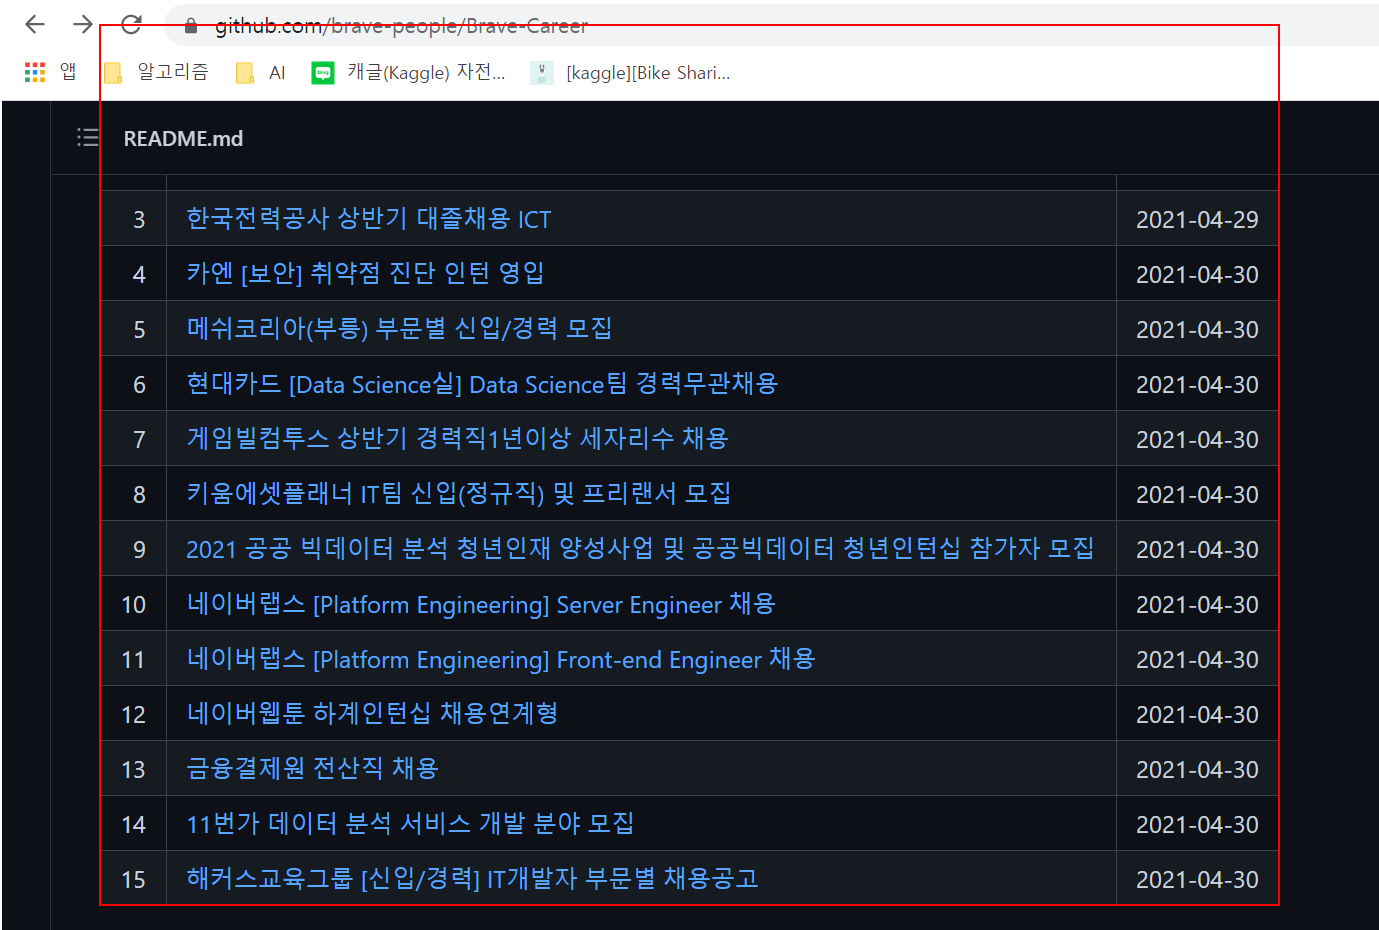 github.com/brave-people/Brave-Career
앱 알고리즘 AI blog 캐글(Kaggle) 자전... [kaggle][Bike Shari...
README.md
3 한국전력공사 상반기 대졸채용 ICT 2021-04-29
4 카엔 [보안] 취약점 진단 인턴 영입 2021-04-30
5 메쉬코리아(부릉) 부문별 신입/경력 모집 2021-04-30
6 현대카드 [Data Science실] Data Science팀 경력무관채용 2021-04-30
7 게임빌컴투스 상반기 경력직1년이상 세자리수 채용 2021-04-30
8 키움에셋플래너 IT팀 신입(정규직) 및 프리랜서 모집 2021-04-30
9 2021 공공 빅데이터 분석 청년인재 양성사업 및 공공빅데이터 청년인턴십 참가자 모집 2021-04-30
10 네이버랩스 [Platform Engineering] Server Engineer 채용 2021-04-30
11 네이버랩스 [Platform Engineering] Front-end Engineer 채용 2021-04-30
12 네이버웹툰 하계인턴십 채용연계형 2021-04-30
13 금융결제원 전산직 채용 2021-04-30
14 11번가 데이터 분석 서비스 개발 분야 모집 2021-04-30
15 해커스교육그룹 [신입/경력] IT개발자 부문별 채용공고 2021-04-30